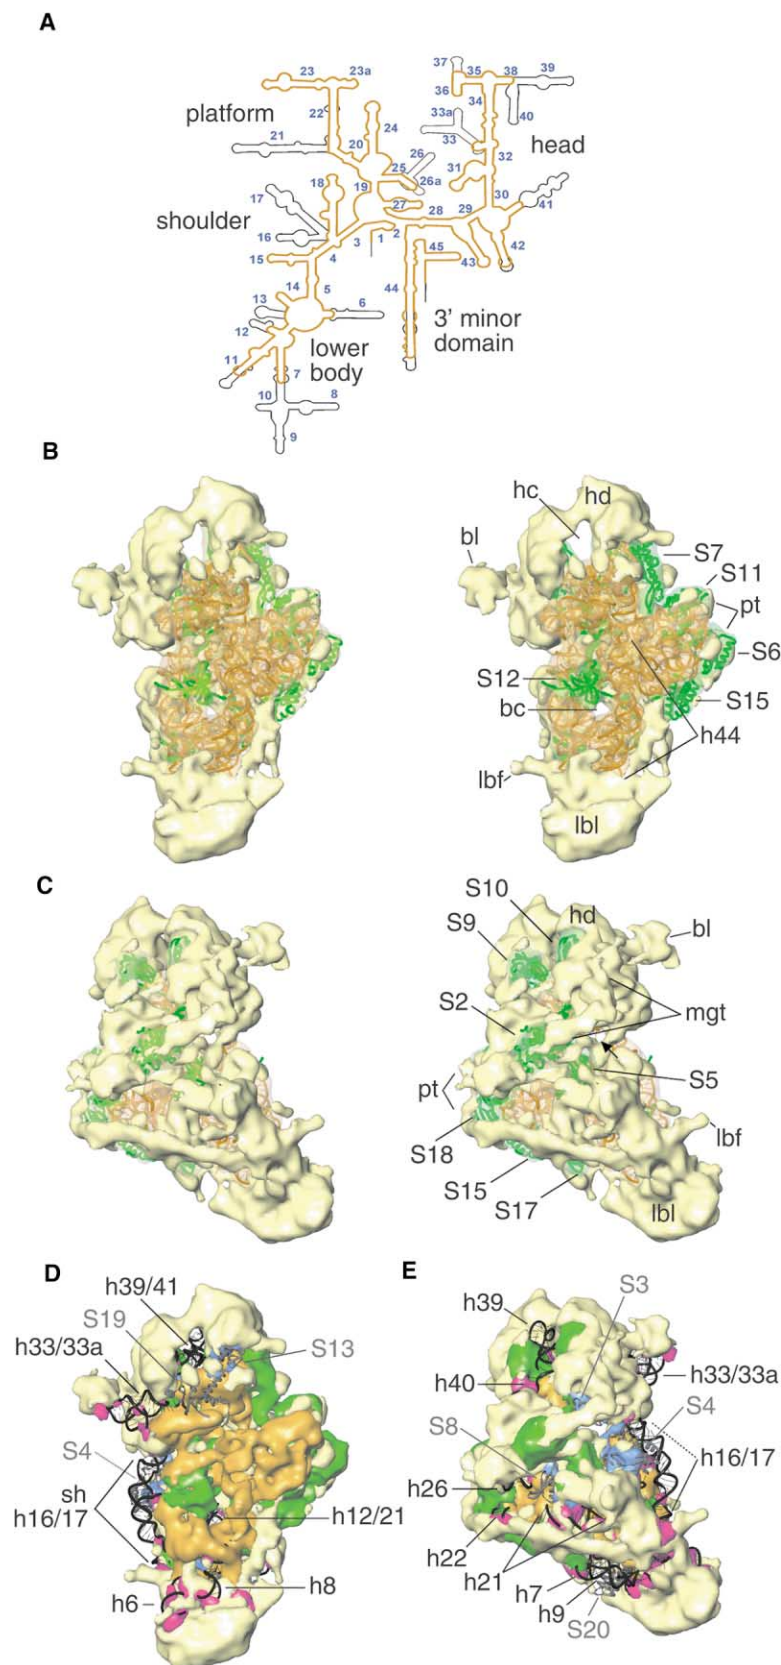 A
37
35
38
39
23
23a
36
34
platform
22
24
33a
40
21
20
33
32
head
26
25
31
18
19
26a
30
41
17
27
28
29
shoulder
16
3
1
2
45
42
15
4
43
14
5
44
13
6
3' minor
domain
12
lower
body
11
7
10
8
9
B
hc
hd
bl
S7
S11
pt
S6
S12
S15
bc
h44
lbf
lbl
C
S10
hd
S9
bl
S2
mgt
pt
S5
lbf
S18
S15
S17
lbl
D
E
h39/41
h39
S3
S19
h33/33a
S13
h33/33a
h40
S4
S4
S8
sh
h16/17
h16/17
h26
h12/21
h22
h21
h8
h7
h6
h9
S20